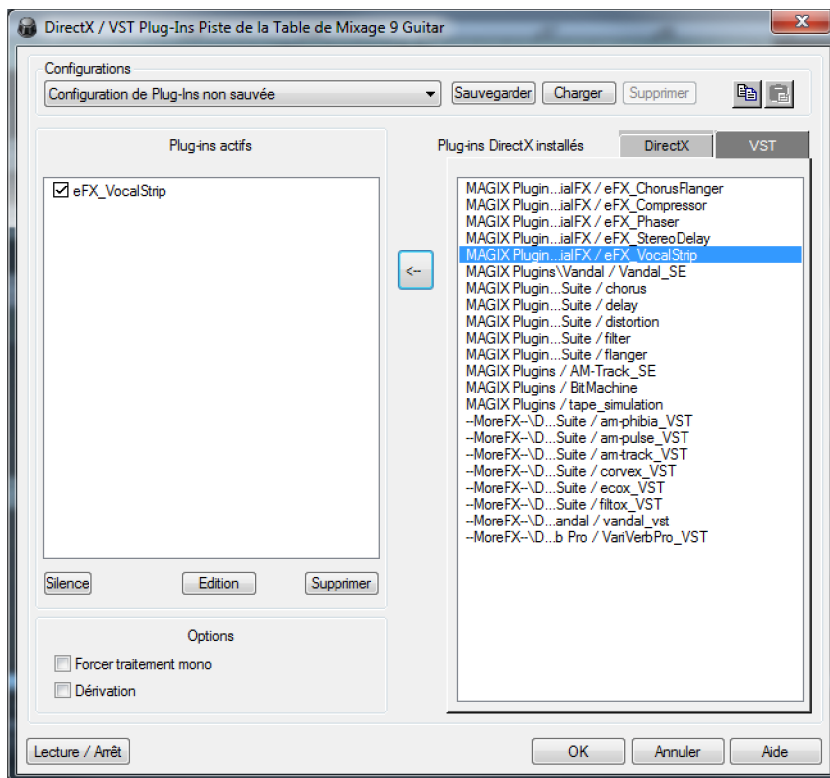 DirectX / VST Plug-Ins Piste de la Table de Mixage 9 Guitar
Configurations
Configuration de Plug-Ins non sauvée
Sauvegarder
Charger
Supprimer
Plug-ins actifs
Plug-ins DirectX installés
DirectX
VST
eFX_VocalStrip
<--
MAGIX Plugin...ialFX / eFX_ChorusFlanger
MAGIX Plugin...ialFX / eFX_Compressor
MAGIX Plugin...ialFX / eFX_Phaser
MAGIX Plugin...ialFX / eFX_StereoDelay
MAGIX Plugin...ialFX / eFX_VocalStrip
MAGIX Plugins\Vandal / Vandal_SE
MAGIX Plugin...Suite / chorus
MAGIX Plugin...Suite / delay
MAGIX Plugin...Suite / distortion
MAGIX Plugin...Suite / filter
MAGIX Plugin...Suite / flanger
MAGIX Plugins / AM-Track_SE
MAGIX Plugins / BitMachine
MAGIX Plugins / tape_simulation
--MoreFX--\D...Suite / am-phibia_VST
--MoreFX--\D...Suite / am-pulse_VST
--MoreFX--\D...Suite / am-track_VST
--MoreFX--\D...Suite / corvex_VST
--MoreFX--\D...Suite / ecox_VST
--MoreFX--\D...Suite / filtox_VST
--MoreFX--\D...andal / vandal_vst
--MoreFX--\D...b Pro / VariVerbPro_VST
Silence
Edition
Supprimer
Options
Forcer traitement mono
Dérivation
Lecture / Arrêt
OK
Annuler
Aide